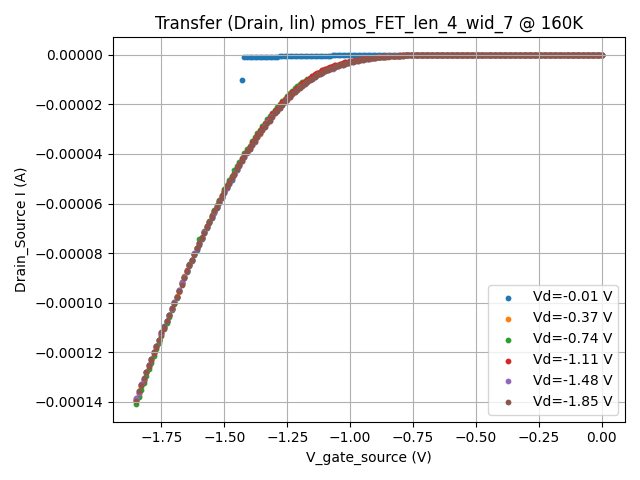 Transfer (Drain, lin) pmos_FET_len_4_wid_7 @ 160K
0.00000
−0.00002
−0.00004
−0.00006
−0.00008
−0.00010
−0.00012
−0.00014
Drain_Source I (A)
Vd=-0.01 V
Vd=-0.37 V
Vd=-0.74 V
Vd=-1.11 V
Vd=-1.48 V
Vd=-1.85 V
−1.75 −1.50 −1.25 −1.00 −0.75 −0.50 −0.25 0.00
V_gate_source (V)